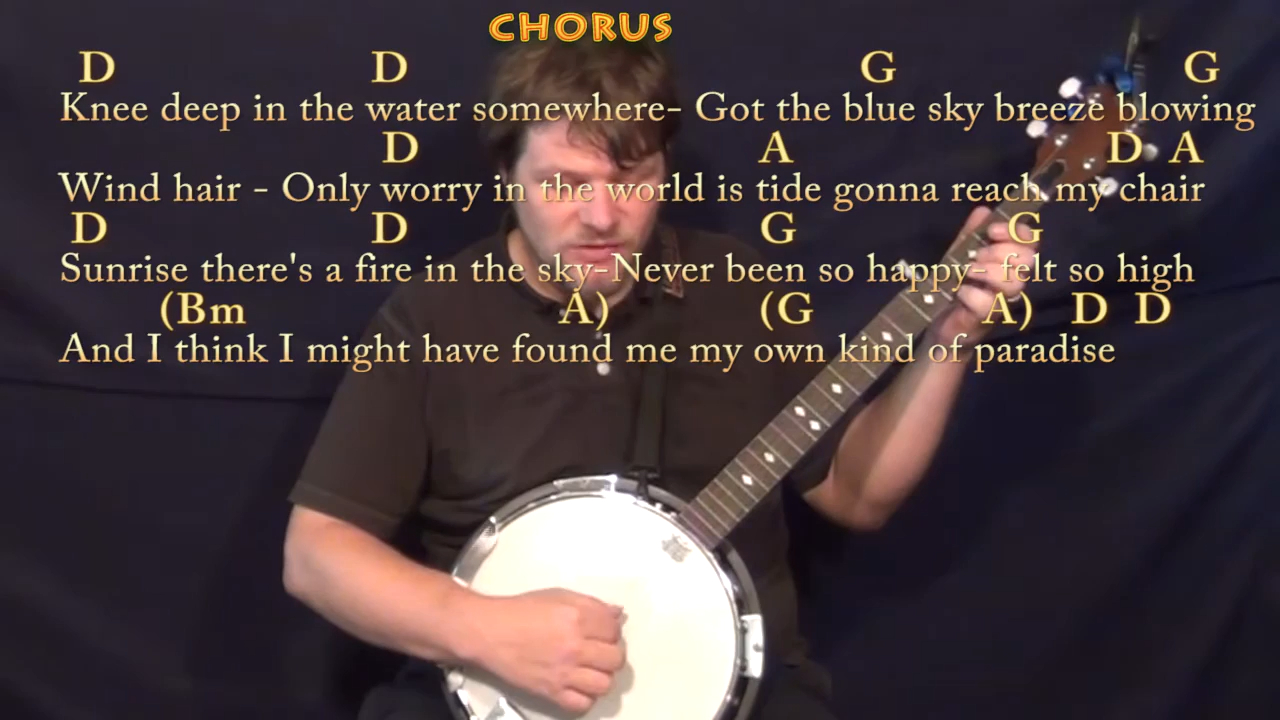 CHORUS
D D G G
Knee deep in the water somewhere- Got the blue sky breeze blowing
D A D A
Wind hair - Only worry in the world is tide gonna reach my chair
D D G G
Sunrise there's a fire in the sky-Never been so happy- felt so high
(Bm A) (G A) D D
And I think I might have found me my own kind of paradise